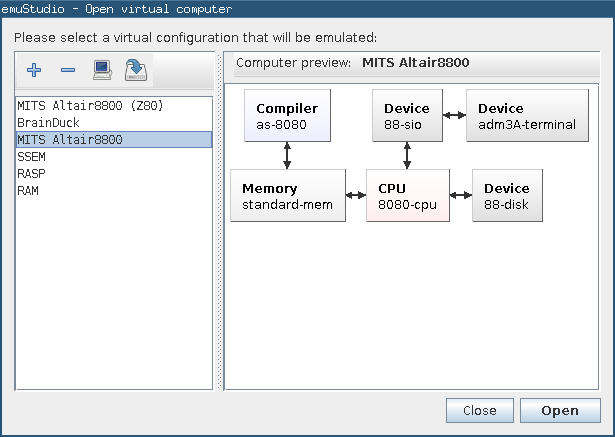 emuStudio - Open virtual computer
Please select a virtual configuration that will be emulated:
MITS Altair8800 (Z80)
BrainDuck
MITS Altair8800
SSEM
RASP
RAM
Computer preview: MITS Altair8800
Compiler
as-8080
Device
88-sio
Device
adm3A-terminal
Memory
standard-mem
CPU
8080-cpu
Device
88-disk
Close
Open